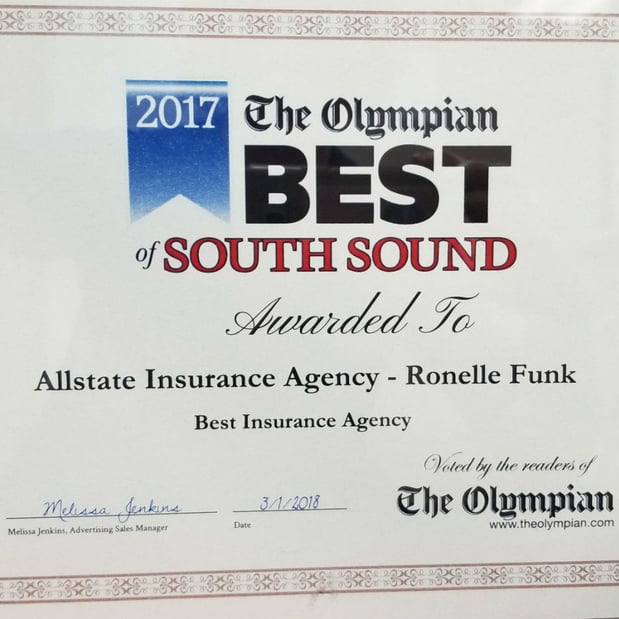 2017
The Olympian
BEST
of SOUTH SOUND
Awarded To
Allstate Insurance Agency - Ronelle Funk
Best Insurance Agency
Voted by the readers of
The Olympian
www.theolympian.com
Melissa Jenkins
3/1/2018
Melissa Jenkins, Advertising Sales Manager
Date